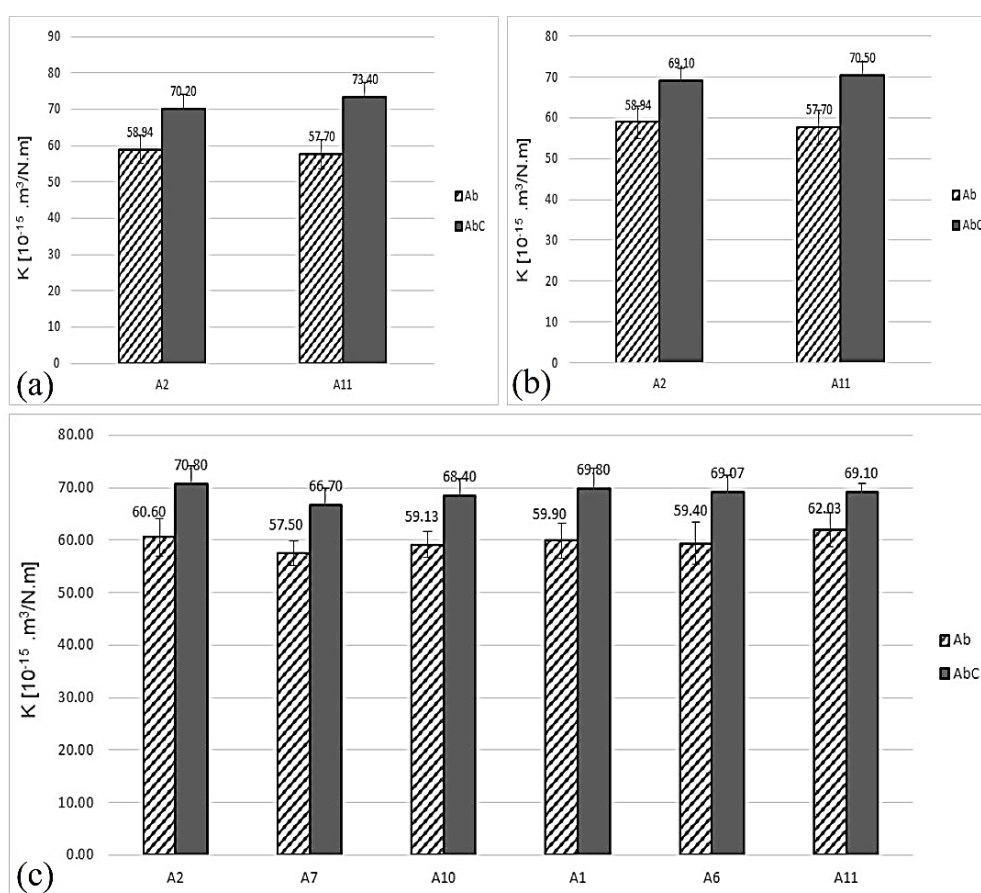 90
80
70
60
50
40
30
20
10
0
K [10⁻¹⁵ .m³/N.m]
58.94
70.20
57.70
73.40
A2
A11
Ab
AbC
(a)
80
70
60
50
40
30
20
10
0
K [10⁻¹⁵ .m³/N.m]
58.94
69.10
57.70
70.50
A2
A11
Ab
AbC
(b)
80.00
70.00
60.00
50.00
40.00
30.00
20.00
10.00
0.00
K [10⁻¹⁵ .m³/N.m]
60.60
70.80
57.50
66.70
59.13
68.40
59.90
69.80
59.40
69.07
62.03
69.10
A2
A7
A10
A1
A6
A11
Ab
AbC
(c)